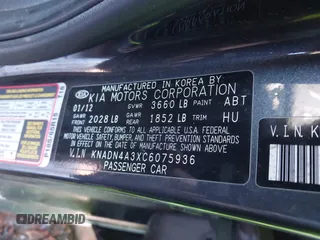 MANUFACTURED IN KOREA
KIA MOTORS CORPORATION
01/12 GVWR 3660 LB PAINT ABT
GAWR FRONT 2028 LB GAWR REAR 1852 LB TRIM HU
THIS VEHICLE CONFORMS TO ALL APPLICABLE FEDERAL MOTOR VEHICLE SAFETY, BUMPER, AND THEFT PREVENTION STANDARDS IN EFFECT ON THE DATE OF MANUFACTURE SHOWN ABOVE.
V.I.N KNADN4A3XC6075936
PASSENGER CAR
V.I.N KNA
DREAMBID